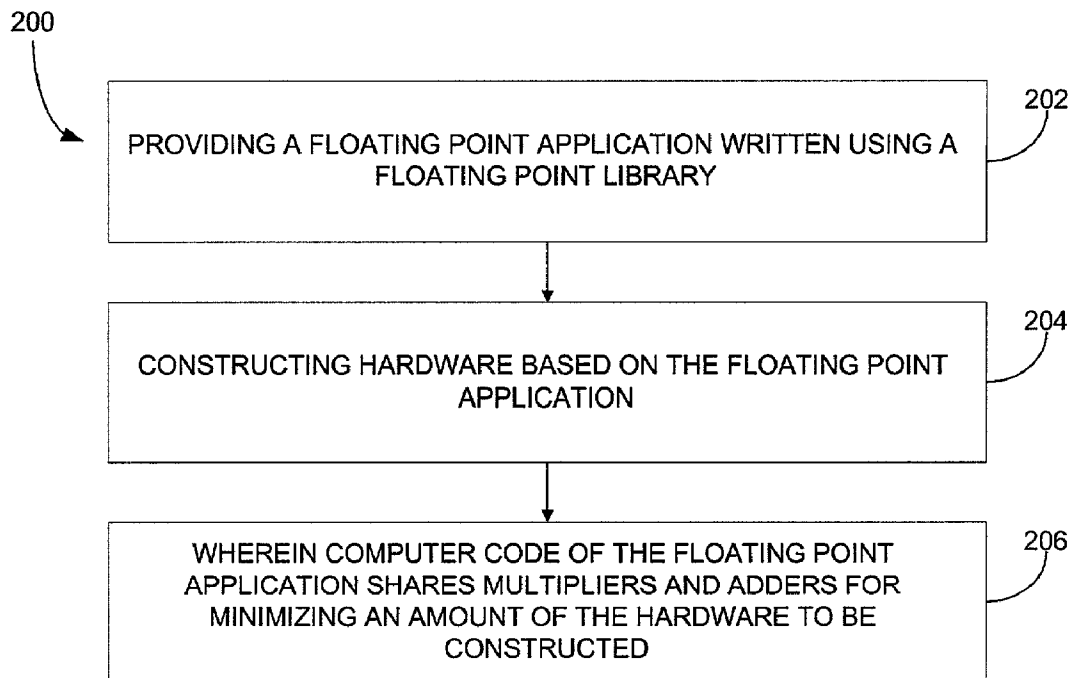 200
202
PROVIDING A FLOATING POINT APPLICATION WRITTEN USING A
FLOATING POINT LIBRARY
204
CONSTRUCTING HARDWARE BASED ON THE FLOATING POINT
APPLICATION
206
WHEREIN COMPUTER CODE OF THE FLOATING POINT
APPLICATION SHARES MULTIPLIERS AND ADDERS FOR
MINIMIZING AN AMOUNT OF THE HARDWARE TO BE
CONSTRUCTED